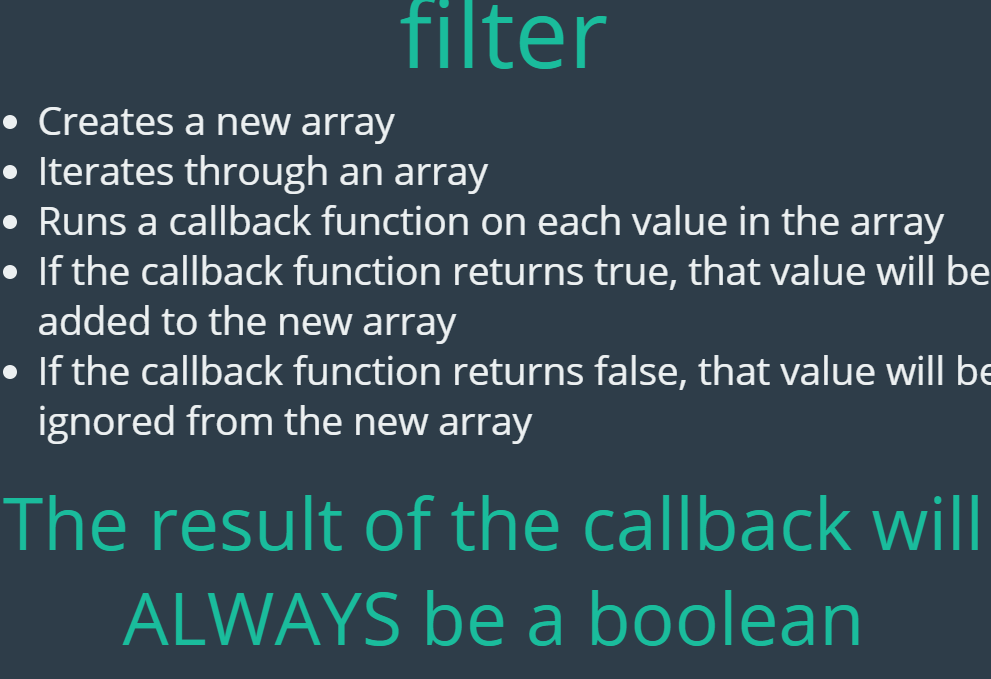 filter
• Creates a new array
• Iterates through an array
• Runs a callback function on each value in the array
• If the callback function returns true, that value will be
added to the new array
• If the callback function returns false, that value will be
ignored from the new array
The result of the callback will
ALWAYS be a boolean